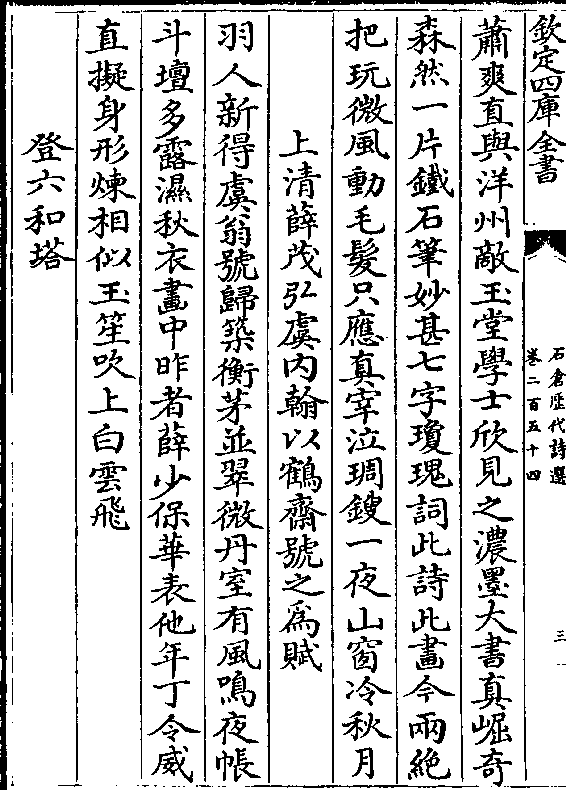 欽定四庫全書
石倉歴代詩選
卷二百五十四
三
蕭爽直與洋州敵玉堂學士欣見之濃墨大書真崛奇
森然一片鐵石筆妙甚七字瓊瑰詞此詩此畫今兩絶
把玩微風動毛髮只應真宰泣琱鎪一夜山窗冷秋月
上清薛茂弘虞内翰以鶴齋號之為賦
羽人新得虞翁號歸築衡茅並翠微丹室有風鳴夜帳
斗壇多露濕秋衣畫中昨者薛少保華表他年丁令威
直擬身形煉相似玉笙吹上白雲飛
登六和塔